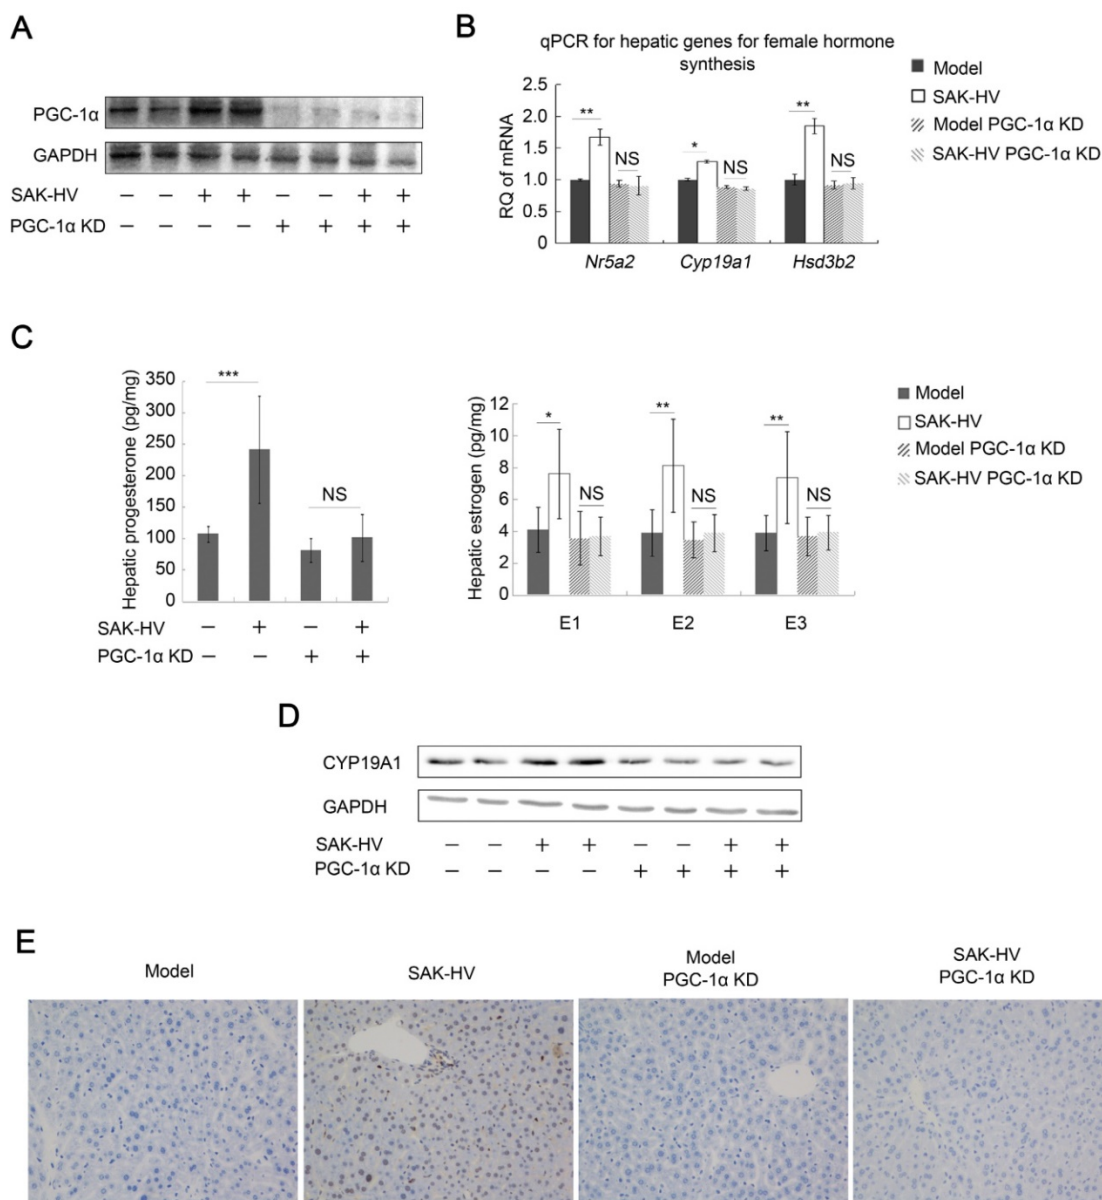 A
PGC-1α
GAPDH
SAK-HV − − + + − − + +
PGC-1α KD − − − − + + + +
B
qPCR for hepatic genes for female hormone
synthesis
RQ of mRNA
2.5
2.0
1.5
1.0
0.5
0
** * **
NS NS NS
Nr5a2 Cyp19a1 Hsd3b2
Model
SAK-HV
Model PGC-1α KD
SAK-HV PGC-1α KD
C
Hepatic progesterone (pg/mg)
350
300
250
200
150
100
50
0
***
NS
SAK-HV − + − +
PGC-1α KD − − + +
Hepatic estrogen (pg/mg)
12
10
8
6
4
2
0
* ** **
NS NS NS
E1 E2 E3
Model
SAK-HV
Model PGC-1α KD
SAK-HV PGC-1α KD
D
CYP19A1
GAPDH
SAK-HV − − + + − − + +
PGC-1α KD − − − − + + + +
E
Model
SAK-HV
Model
PGC-1α KD
SAK-HV
PGC-1α KD